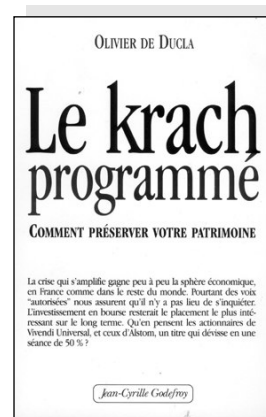 OLIVIER DE DUCLA
Le krach
programmé
COMMENT PRÉSERVER VOTRE PATRIMOINE
La crise qui s'amplifie gagne peu à peu la sphère économique,
en France comme dans le reste du monde. Pourtant des voix
"autorisées" nous assurent qu'il n'y a pas lieu de s'inquiéter.
L'investissement en bourse resterait le placement le plus inté-
ressant sur le long terme. Qu'en pensent les actionnaires de
Vivendi Universal, et ceux d'Alstom, un titre qui dévisse en une
séance de 50 % ?
Jean-Cyrille Godefroy